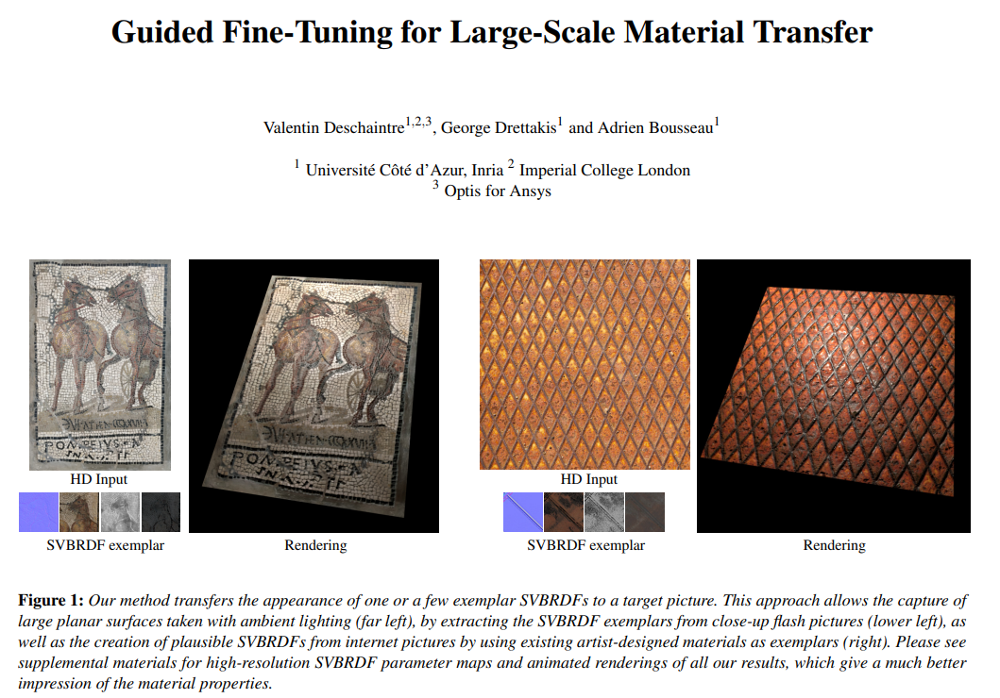 Guided Fine-Tuning for Large-Scale Material Transfer
Valentin Deschaintre1,2,3, George Drettakis1 and Adrien Bousseau1
1 Université Côté d'Azur, Inria 2 Imperial College London
3 Optis for Ansys
HD Input
SVBRDF exemplar
Rendering
HD Input
SVBRDF exemplar
Rendering
Figure 1: Our method transfers the appearance of one or a few exemplar SVBRDFs to a target picture. This approach allows the capture of
large planar surfaces taken with ambient lighting (far left), by extracting the SVBRDF exemplars from close-up flash pictures (lower left), as
well as the creation of plausible SVBRDFs from internet pictures by using existing artist-designed materials as exemplars (right). Please see
supplemental materials for high-resolution SVBRDF parameter maps and animated renderings of all our results, which give a much better
impression of the material properties.